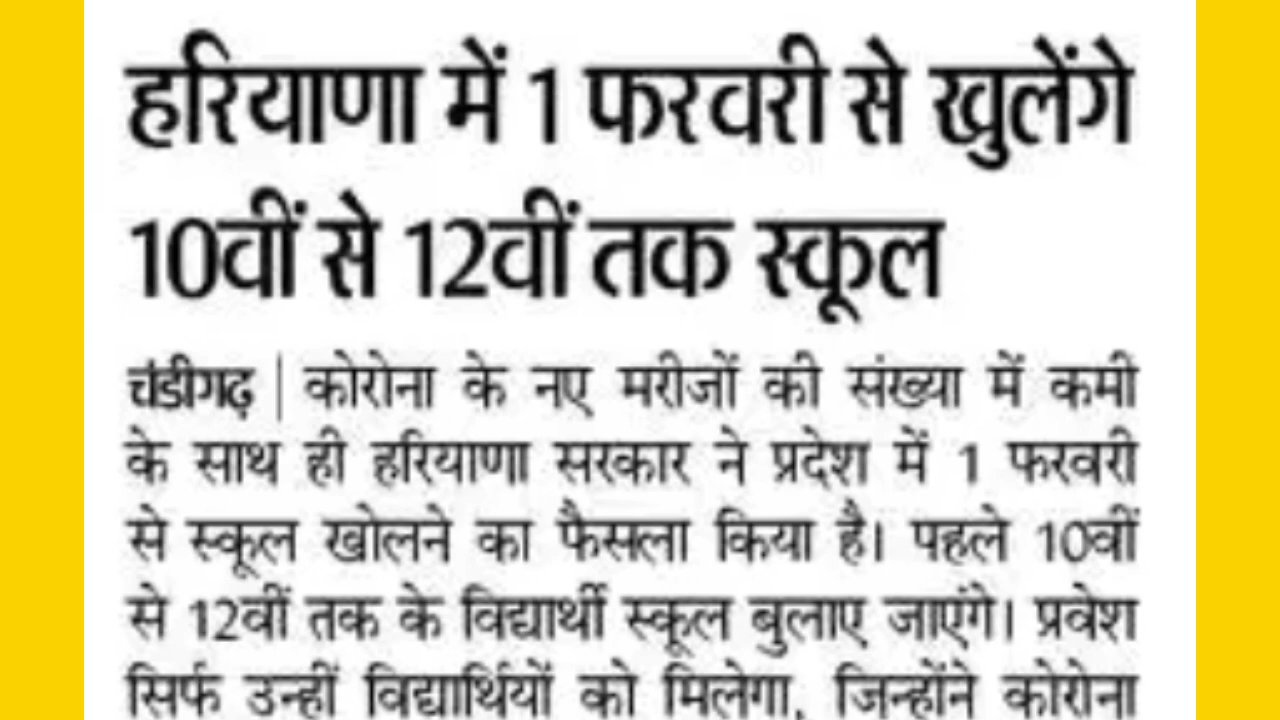 हरियाणा में 1 फरवरी से खुलेंगे
10वीं से 12वीं तक स्कूल
चंडीगढ़ | कोरोना के नए मरीजों की संख्या में कमी
के साथ ही हरियाणा सरकार ने प्रदेश में 1 फरवरी
से स्कूल खोलने का फैसला किया है। पहले 10वीं
से 12वीं तक के विद्यार्थी स्कूल बुलाए जाएंगे। प्रवेश
सिर्फ उन्हीं विद्यार्थियों को मिलेगा, जिन्होंने कोरोना